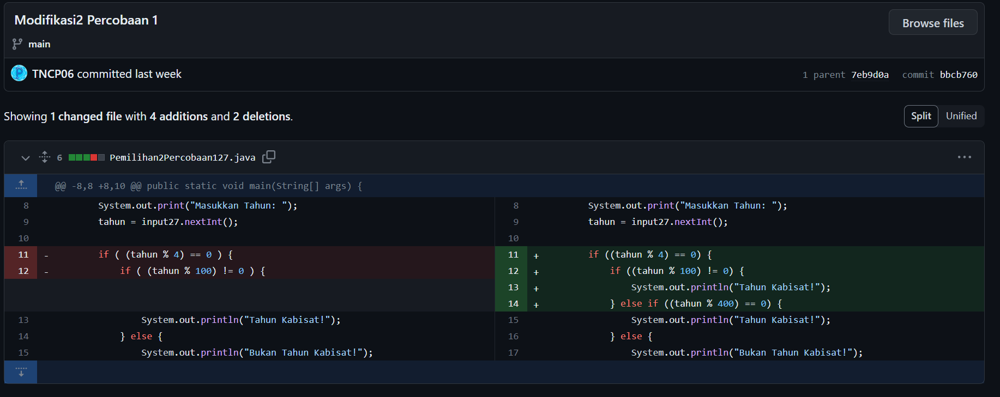 Modifikasi2 Percobaan 1
Browse files
main
TNCP06 committed last week
1 parent 7eb9d0a commit bbcb760
Showing 1 changed file with 4 additions and 2 deletions.
Split Unified
6 Pemilihan2Percobaan127.java
@@ -8,8 +8,10 @@ public static void main(String[] args) {
8 System.out.print("Masukkan Tahun: ");
9 tahun = input27.nextInt();
10
11 - if ( (tahun % 4) == 0 ) {
12 - if ( (tahun % 100) != 0 ) {
13 System.out.println("Tahun Kabisat!");
14 } else {
15 System.out.println("Bukan Tahun Kabisat!");
8 System.out.print("Masukkan Tahun: ");
9 tahun = input27.nextInt();
10
11 + if ((tahun % 4) == 0) {
12 + if ((tahun % 100) != 0) {
13 + System.out.println("Tahun Kabisat!");
14 + } else if ((tahun % 400) == 0) {
15 System.out.println("Tahun Kabisat!");
16 } else {
17 System.out.println("Bukan Tahun Kabisat!");